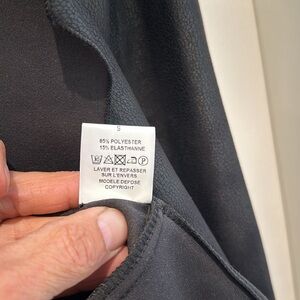 S
85% POLYESTER
15% ELASTHANNE
LAVER ET REPASSER
SUR L'ENVERS
MODELE DEPOSE
COPYRIGHT